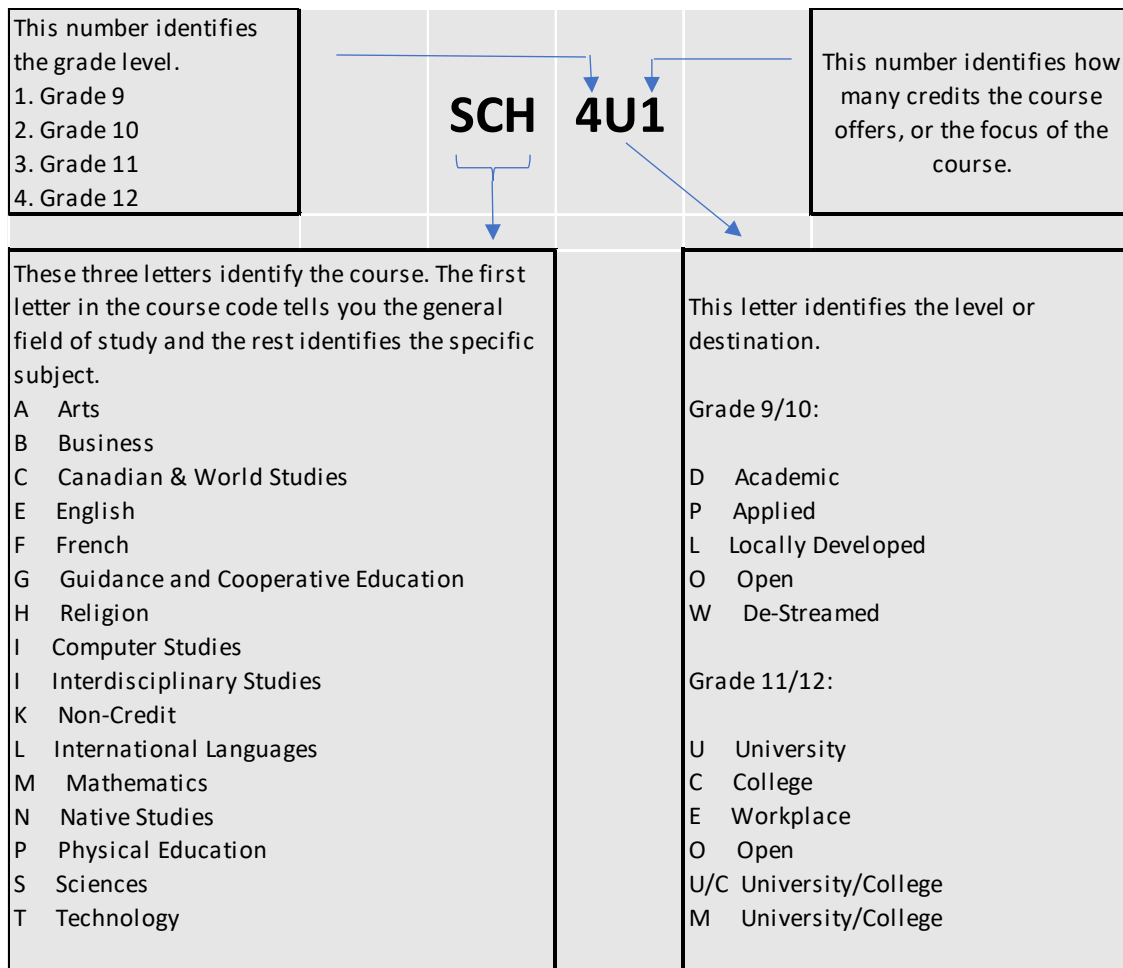 This number identifies
the grade level.
1. Grade 9
2. Grade 10
3. Grade 11
4. Grade 12
SCH 4U1
This number identifies how
many credits the course
offers, or the focus of the
course.
These three letters identify the course. The first
letter in the course code tells you the general
field of study and the rest identifies the specific
subject.
A Arts
B Business
C Canadian & World Studies
E English
F French
G Guidance and Cooperative Education
H Religion
I Computer Studies
I Interdisciplinary Studies
K Non-Credit
L International Languages
M Mathematics
N Native Studies
P Physical Education
S Sciences
T Technology
This letter identifies the level or
destination.
Grade 9/10:
D Academic
P Applied
L Locally Developed
O Open
W De-Streamed
Grade 11/12:
U University
C College
E Workplace
O Open
U/C University/College
M University/College